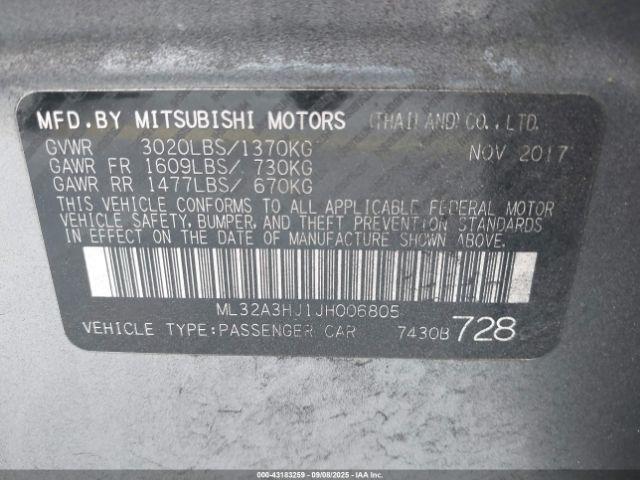 MFD.BY MITSUBISHI MOTORS (THAILAND)CO.,LTD.
GVWR 3020LBS/1370KG NOV 2017
GAWR FR 1609LBS/ 730KG
GAWR RR 1477LBS/ 670KG
THIS VEHICLE CONFORMS TO ALL APPLICABLE FEDERAL MOTOR
VEHICLE SAFETY, BUMPER, AND THEFT PREVENTION STANDARDS
IN EFFECT ON THE DATE OF MANUFACTURE SHOWN ABOVE.
ML32A3HJ1JH006805
VEHICLE TYPE:PASSENGER CAR 7430B 728
000-43183259 - 09/08/2025 - IAAI.COM